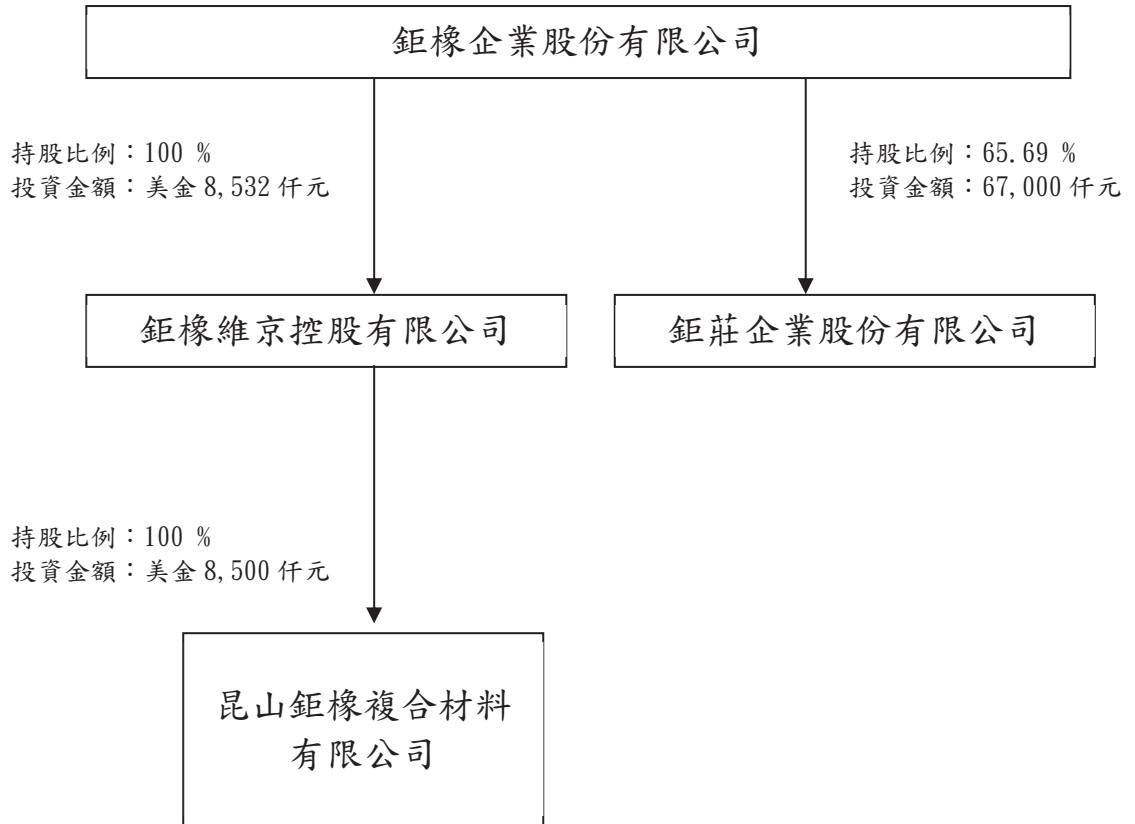 鉅橡企業股份有限公司
持股比例：100 %
投資金額：美金 8,532 仟元
持股比例：65.69 %
投資金額：67,000 仟元
鉅橡維京控股有限公司
鉅莊企業股份有限公司
持股比例：100 %
投資金額：美金 8,500 仟元
昆山鉅橡複合材料
有限公司